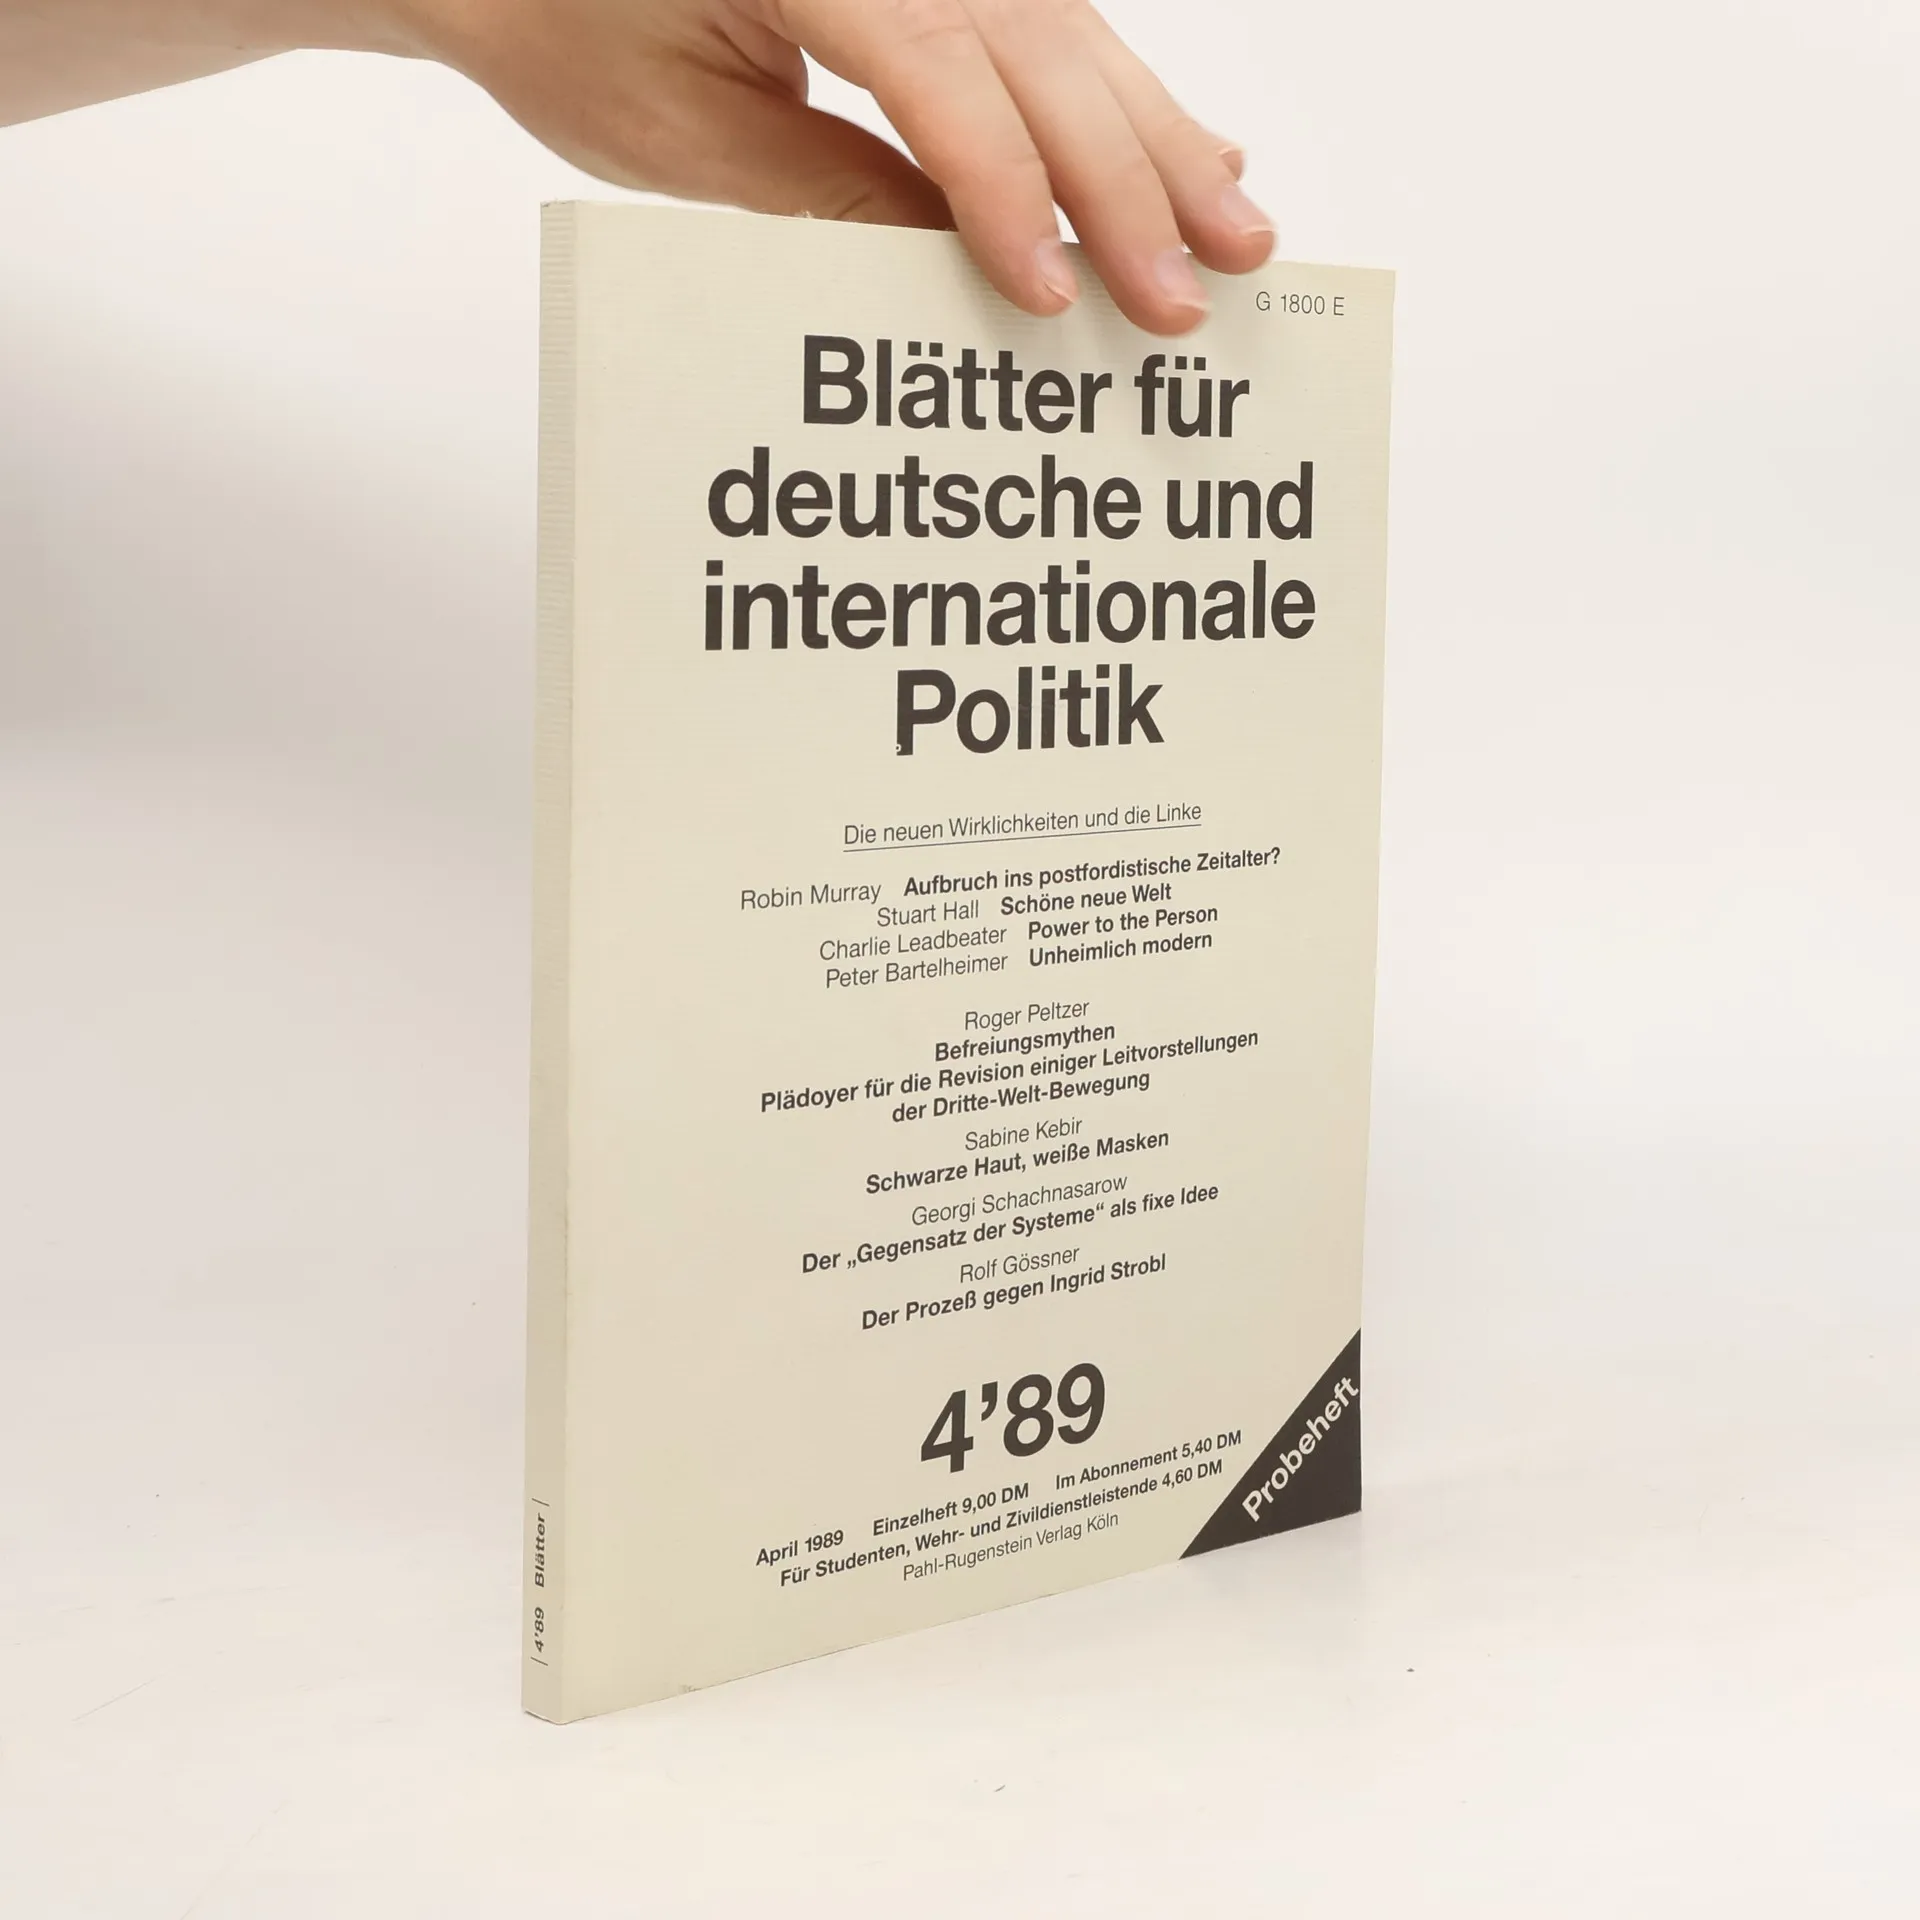 G 1800 E
Blätter für
deutsche und
internationale
Politik
Die neuen Wirklichkeiten und die Linke
Robin Murray Aufbruch ins postfordistische Zeitalter?
Stuart Hall Schöne neue Welt
Charlie Leadbeater Power to the Person
Peter Bartelheimer Unheimlich modern
Roger Peltzer
Befreiungsmythen
Plädoyer für die Revision einiger Leitvorstellungen
der Dritte-Welt-Bewegung
Sabine Kebir
Schwarze Haut, weiße Masken
Georgi Schachnasarow
Der „Gegensatz der Systeme“ als fixe Idee
Rolf Gössner
Der Prozeß gegen Ingrid Strobl
4’89
April 1989 Einzelheft 9,00 DM Im Abonnement 5,40 DM
Für Studenten, Wehr- und Zivildienstleistende 4,60 DM
Pahl-Rugenstein Verlag Köln
Probeheft
| 4’89 Blätter |